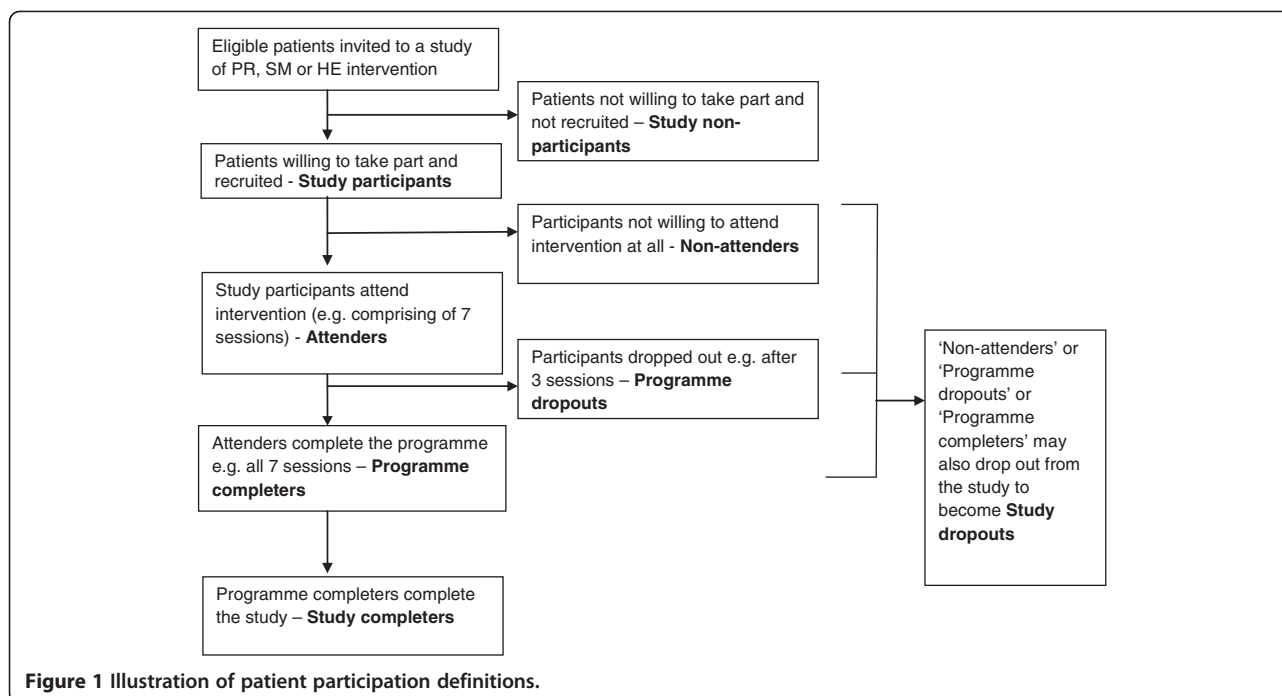 Eligible patients invited to a study
of PR, SM or HE intervention
Patients not willing to take part and
not recruited – Study non-
participants
Patients willing to take part and
recruited - Study participants
Participants not willing to attend
intervention at all - Non-attenders
Study participants attend
intervention (e.g. comprising of 7
sessions) - Attenders
Participants dropped out e.g. after
3 sessions – Programme
dropouts
'Non-attenders' or
'Programme
dropouts' or
'Programme
completers' may
also drop out from
the study to
become Study
dropouts
Attenders complete the programme
e.g. all 7 sessions – Programme
completers
Programme completers complete
the study – Study completers
Figure 1 Illustration of patient participation definitions.